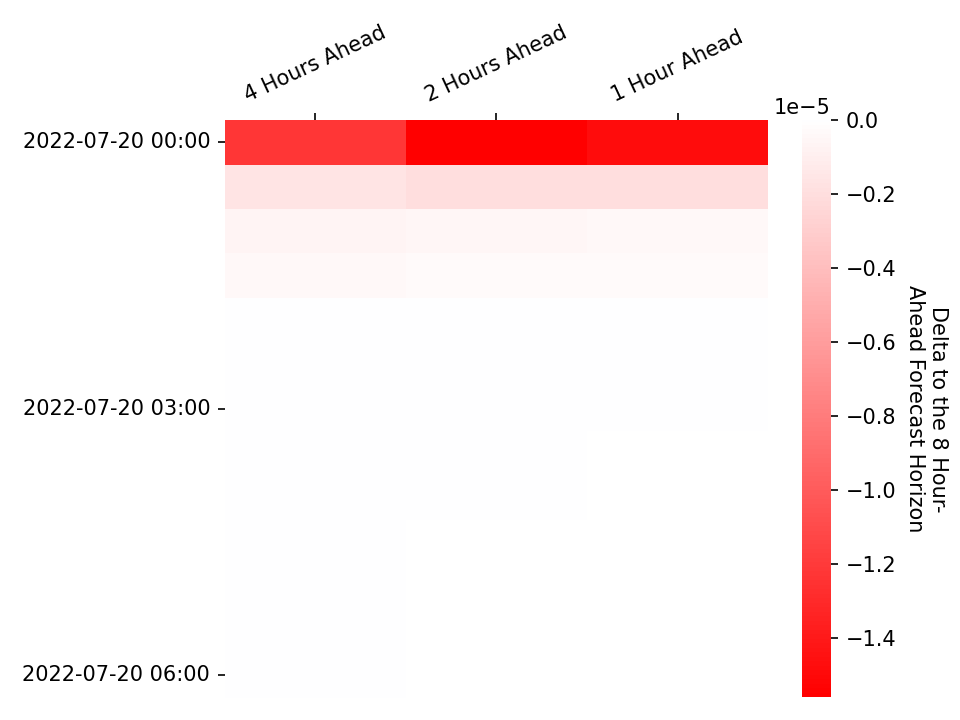 4 Hours Ahead
2 Hours Ahead
1 Hour Ahead
1e−5
2022-07-20 00:00
2022-07-20 03:00
2022-07-20 06:00
0.0
−0.2
−0.4
−0.6
−0.8
−1.0
−1.2
−1.4
Delta to the 8 Hour-
Ahead Forecast Horizon